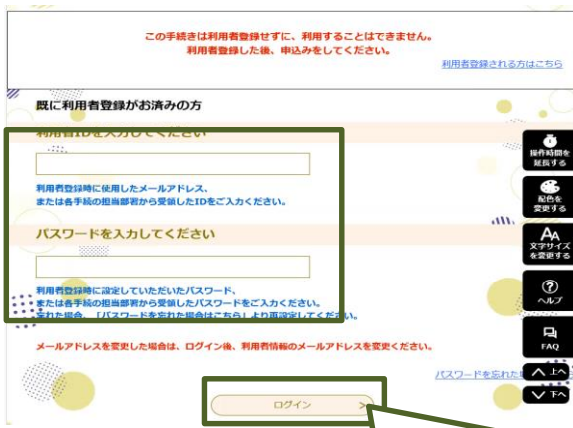 この手続きは利用者登録せずに、利用することはできません。
利用者登録した後、申込みをしてください。
利用者登録される方はこちら
既に利用者登録がお済みの方
利用者IDを入力してください
利用者登録時に使用したメールアドレス、
または各手続の担当部署から受領したIDをご入力ください。
パスワードを入力してください
利用者登録時に設定していただいたパスワード、
または各手続の担当部署から受領したパスワードをご入力ください。
忘れた場合、「パスワードを忘れた場合はこちら」より再設定してください。
メールアドレスを変更した場合は、ログイン後、利用者情報のメールアドレスを変更ください。
パスワードを忘れた
ログイン
操作時間を
延長する
配色を
変更する
AA
文字サイズ
を変更する
ヘルプ
FAQ
上へ
下へ